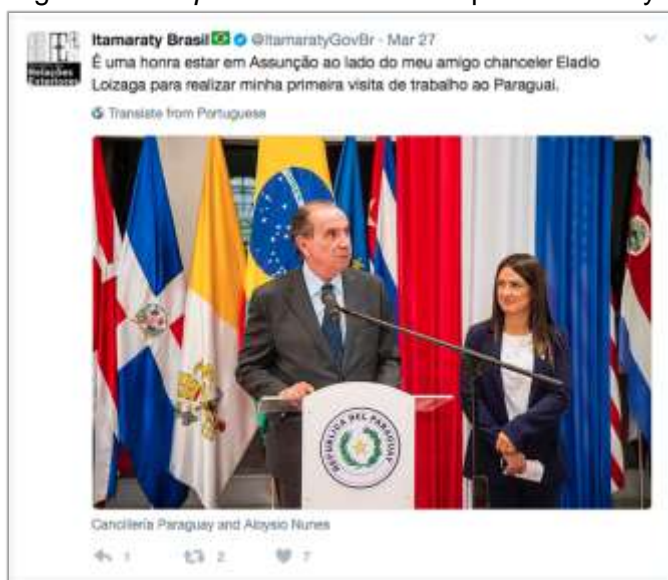 Itamaraty Brasil @ItamaratyGovBr · Mar 27
É uma honra estar em Assunção ao lado do meu amigo chanceler Eladio
Loizaga para realizar minha primeira visita de trabalho ao Paraguai.
Translate from Portuguese
REPUBLICA DEL PARAGUAY
Cancillería Paraguay and Aloysio Nunes
1 2 7